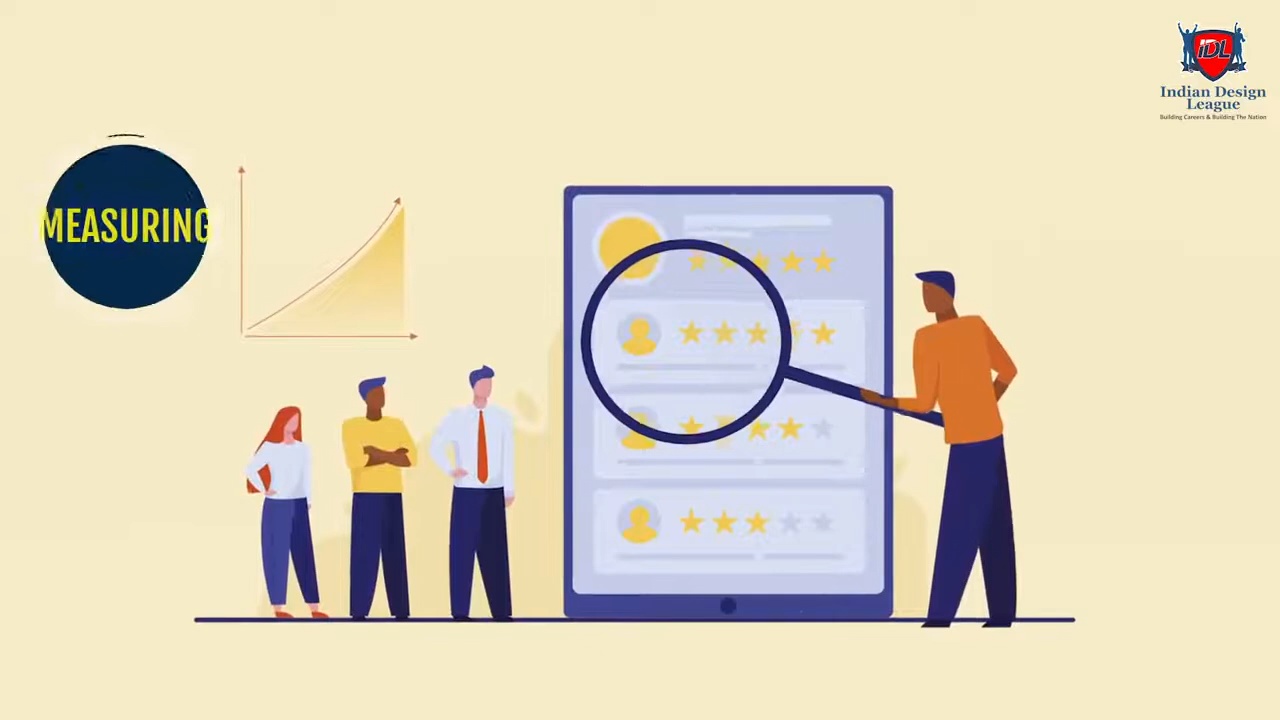 IDL
Indian Design
League
Building Careers & Building The Nation
MEASURING